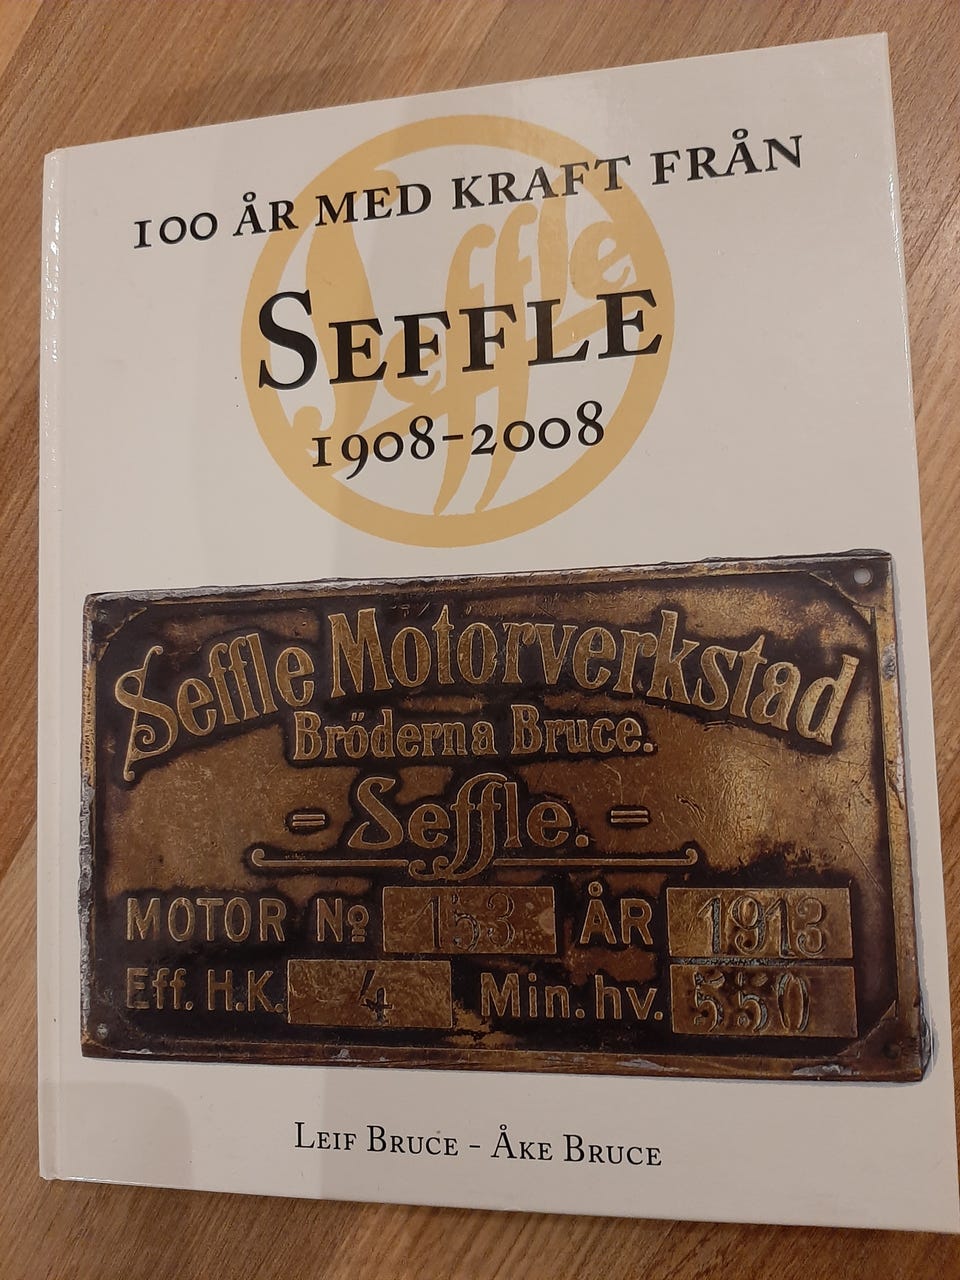 100 ÅR MED KRAFT FRÅN
Seffle
SEFFLE
1908-2008
Seffle Motorverkstad
Bröderna Bruce.
= Seffle. =
MOTOR No 153 ÅR 1913
Eff. H.K. 4 Min. hv. 550
LEIF BRUCE - ÅKE BRUCE